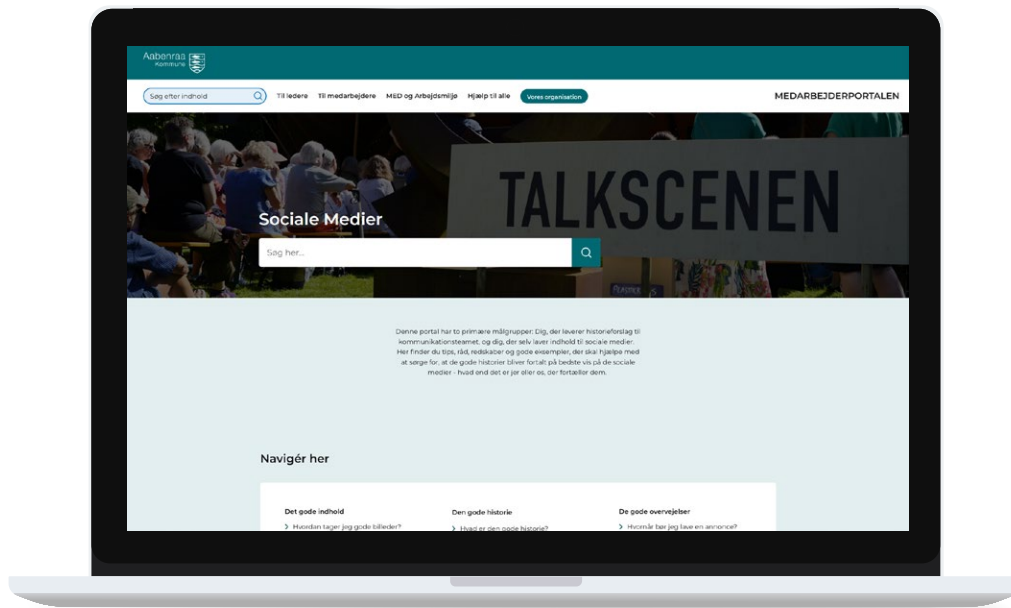 Aabenraa
Kommune
Søg efter indhold
Til ledere Til medarbejdere MED og Arbejdsmiljø Hjælp til alle Vores organisation
MEDARBEJDERPORTALEN
TALKSCENEN
Sociale Medier
Søg her...
Denne portal har to primære målgrupper: Dig, der leverer historieforslag til
kommunikationsteamet, og dig, der selv laver indhold til sociale medier.
Her finder du tips, råd, redskaber og gode eksempler, der skal hjælpe med
at sørge for, at de gode historier bliver fortalt på bedste vis på de sociale
medier - hvad end det er jer eller os, der fortæller dem.
Navigér her
Det gode indhold
Hvordan tager jeg gode billeder?
Den gode historie
Hvad er den gode historie?
De gode overvejelser
Hvornår bør jeg lave en annonce?